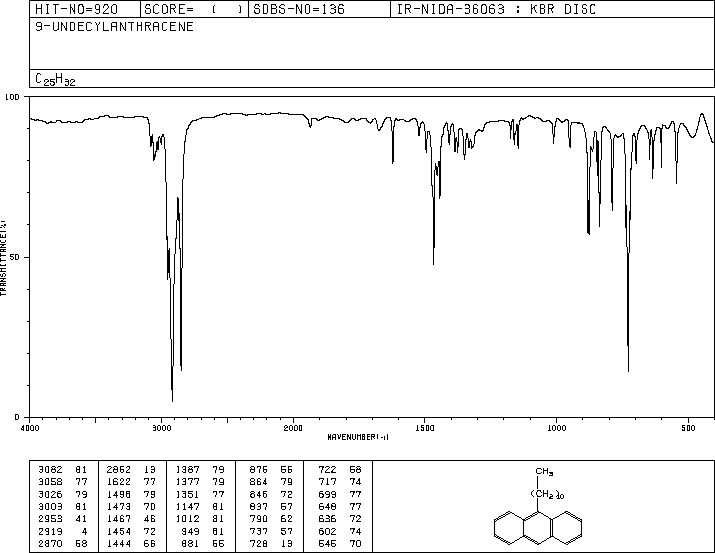 HIT-NO=920 SCORE= ( ) SDBS-NO=136 IR-NIDA-36063 : KBR DISC
9-UNDECYLANTHRACENE
C25H32
100
50
0
TRANSMITTANCE(%)
4000 3000 2000 1500 1000 500
WAVENUMBER(-1)
3082 81 2852 13 1387 79 875 55 722 58
3058 77 1622 77 1377 79 864 79 717 74
3026 79 1498 79 1351 77 846 72 699 77
3003 81 1473 70 1147 81 837 57 648 77
2953 41 1467 46 1012 81 790 62 636 72
2919 4 1454 72 949 81 737 57 602 74
2870 68 1444 66 881 55 728 13 545 70
CH3
(CH2)10